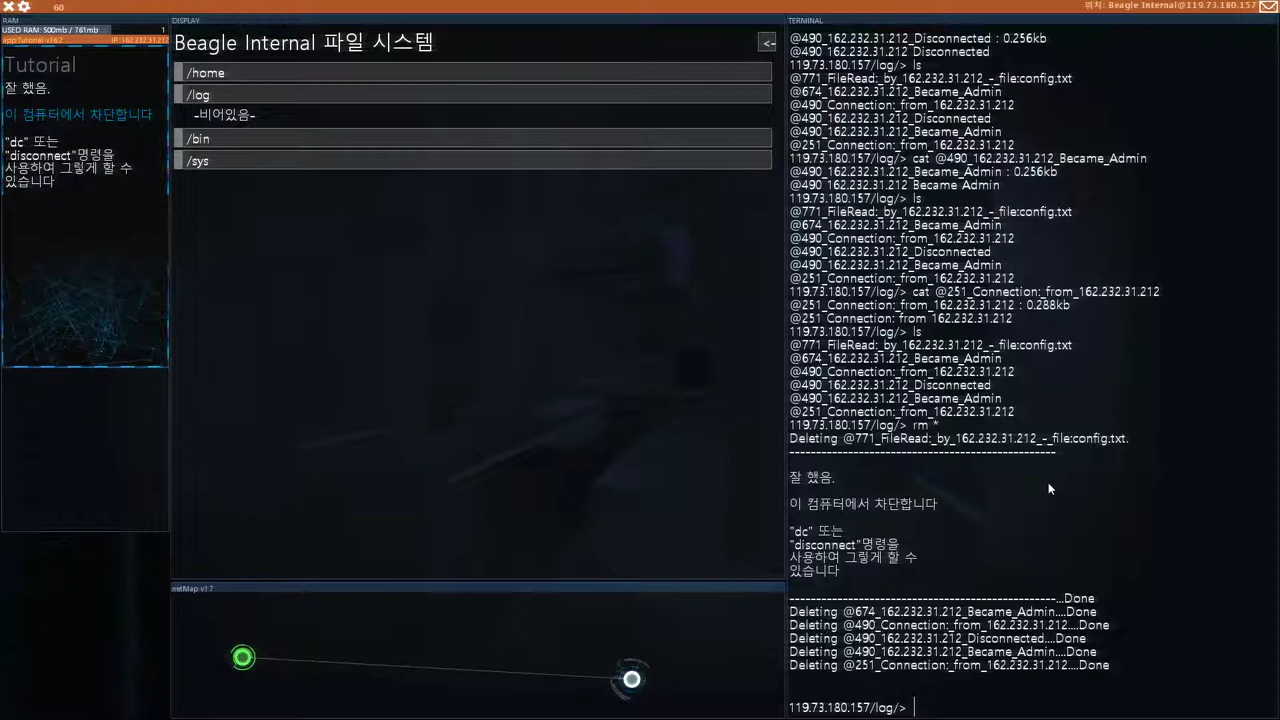 60
위치: Beagle Internal@119.73.180.157
RAM
USED RAM: 500mb / 761mb
1
app:Tutorial v16.2
IP :162.232.31.212
Tutorial
잘 했음.
이 컴퓨터에서 차단합니다
"dc" 또는
"disconnect"명령을
사용하여 그렇게 할 수
있습니다
DISPLAY
Beagle Internal 파일 시스템
<-
/home
/log
-비어있음-
/bin
/sys
netMap v1.7
TERMINAL
@490_162.232.31.212_Disconnected : 0.256kb
@490 162.232.31.212 Disconnected
119.73.180.157/log/> ls
@771_FileRead:_by_162.232.31.212_-_file:config.txt
@674_162.232.31.212_Became_Admin
@490_Connection:_from_162.232.31.212
@490_162.232.31.212_Disconnected
@490_162.232.31.212_Became_Admin
@251_Connection:_from_162.232.31.212
119.73.180.157/log/> cat @490_162.232.31.212_Became_Admin
@490_162.232.31.212_Became_Admin : 0.256kb
@490 162.232.31.212 Became Admin
119.73.180.157/log/> ls
@771_FileRead:_by_162.232.31.212_-_file:config.txt
@674_162.232.31.212_Became_Admin
@490_Connection:_from_162.232.31.212
@490_162.232.31.212_Disconnected
@490_162.232.31.212_Became_Admin
@251_Connection:_from_162.232.31.212
119.73.180.157/log/> cat @251_Connection:_from_162.232.31.212
@251_Connection:_from_162.232.31.212 : 0.288kb
@251 Connection: from 162.232.31.212
119.73.180.157/log/> ls
@771_FileRead:_by_162.232.31.212_-_file:config.txt
@674_162.232.31.212_Became_Admin
@490_Connection:_from_162.232.31.212
@490_162.232.31.212_Disconnected
@490_162.232.31.212_Became_Admin
@251_Connection:_from_162.232.31.212
119.73.180.157/log/> rm *
Deleting @771_FileRead:_by_162.232.31.212_-_file:config.txt.
--------------------------------------------------
잘 했음.
이 컴퓨터에서 차단합니다
"dc" 또는
"disconnect"명령을
사용하여 그렇게 할 수
있습니다
--------------------------------------------------...Done
Deleting @674_162.232.31.212_Became_Admin....Done
Deleting @490_Connection:_from_162.232.31.212....Done
Deleting @490_162.232.31.212_Disconnected....Done
Deleting @490_162.232.31.212_Became_Admin....Done
Deleting @251_Connection:_from_162.232.31.212....Done
119.73.180.157/log/>